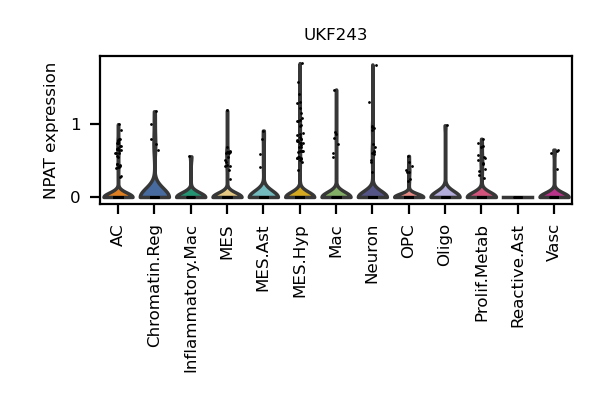 UKF243
NPAT expression
1
0
AC
Chromatin.Reg
Inflammatory.Mac
MES
MES.Ast
MES.Hyp
Mac
Neuron
OPC
Oligo
Prolif.Metab
Reactive.Ast
Vasc